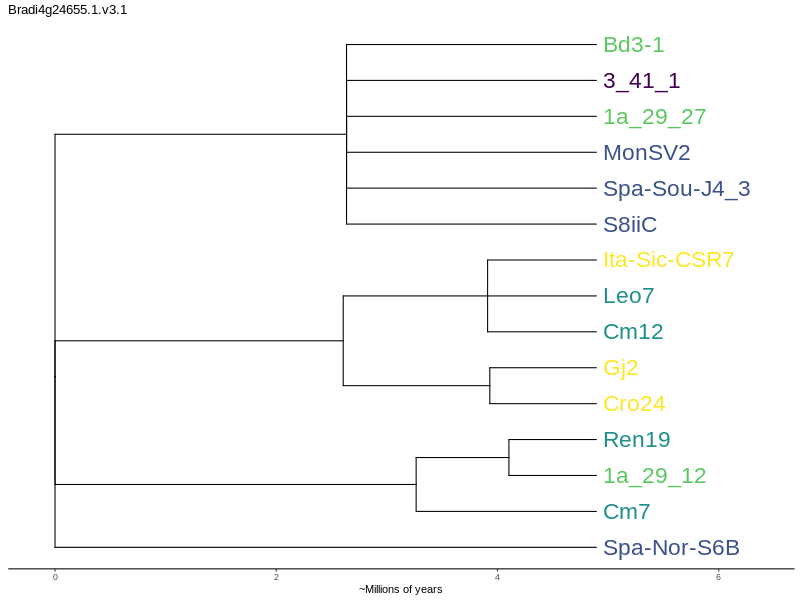 Bradi4g24655.1.v3.1
Bd3-1
3_41_1
1a_29_27
MonSV2
Spa-Sou-J4_3
S8iiC
Ita-Sic-CSR7
Leo7
Cm12
Gj2
Cro24
Ren19
1a_29_12
Cm7
Spa-Nor-S6B
0 2 4 6
~Millions of years